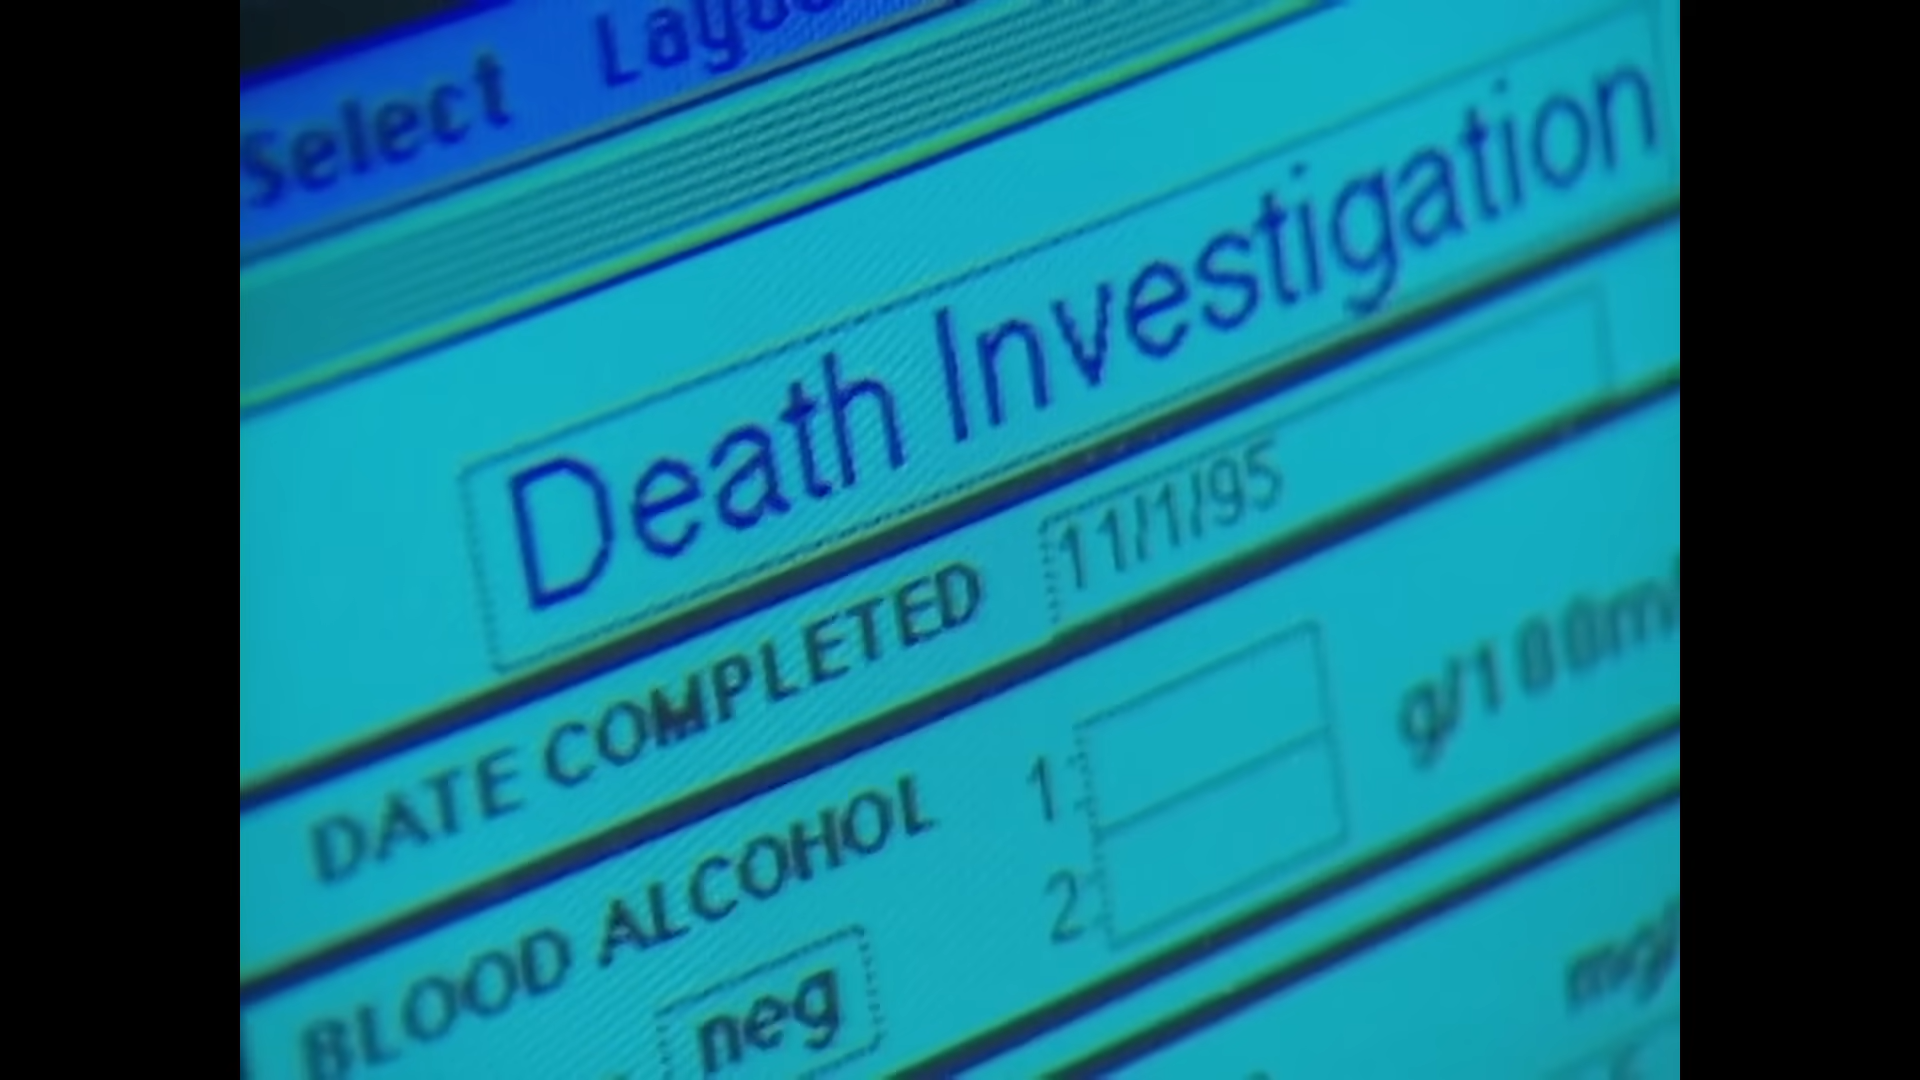 Select
Death Investigation
DATE COMPLETED 11/1/95
BLOOD ALCOHOL 1
2
neg